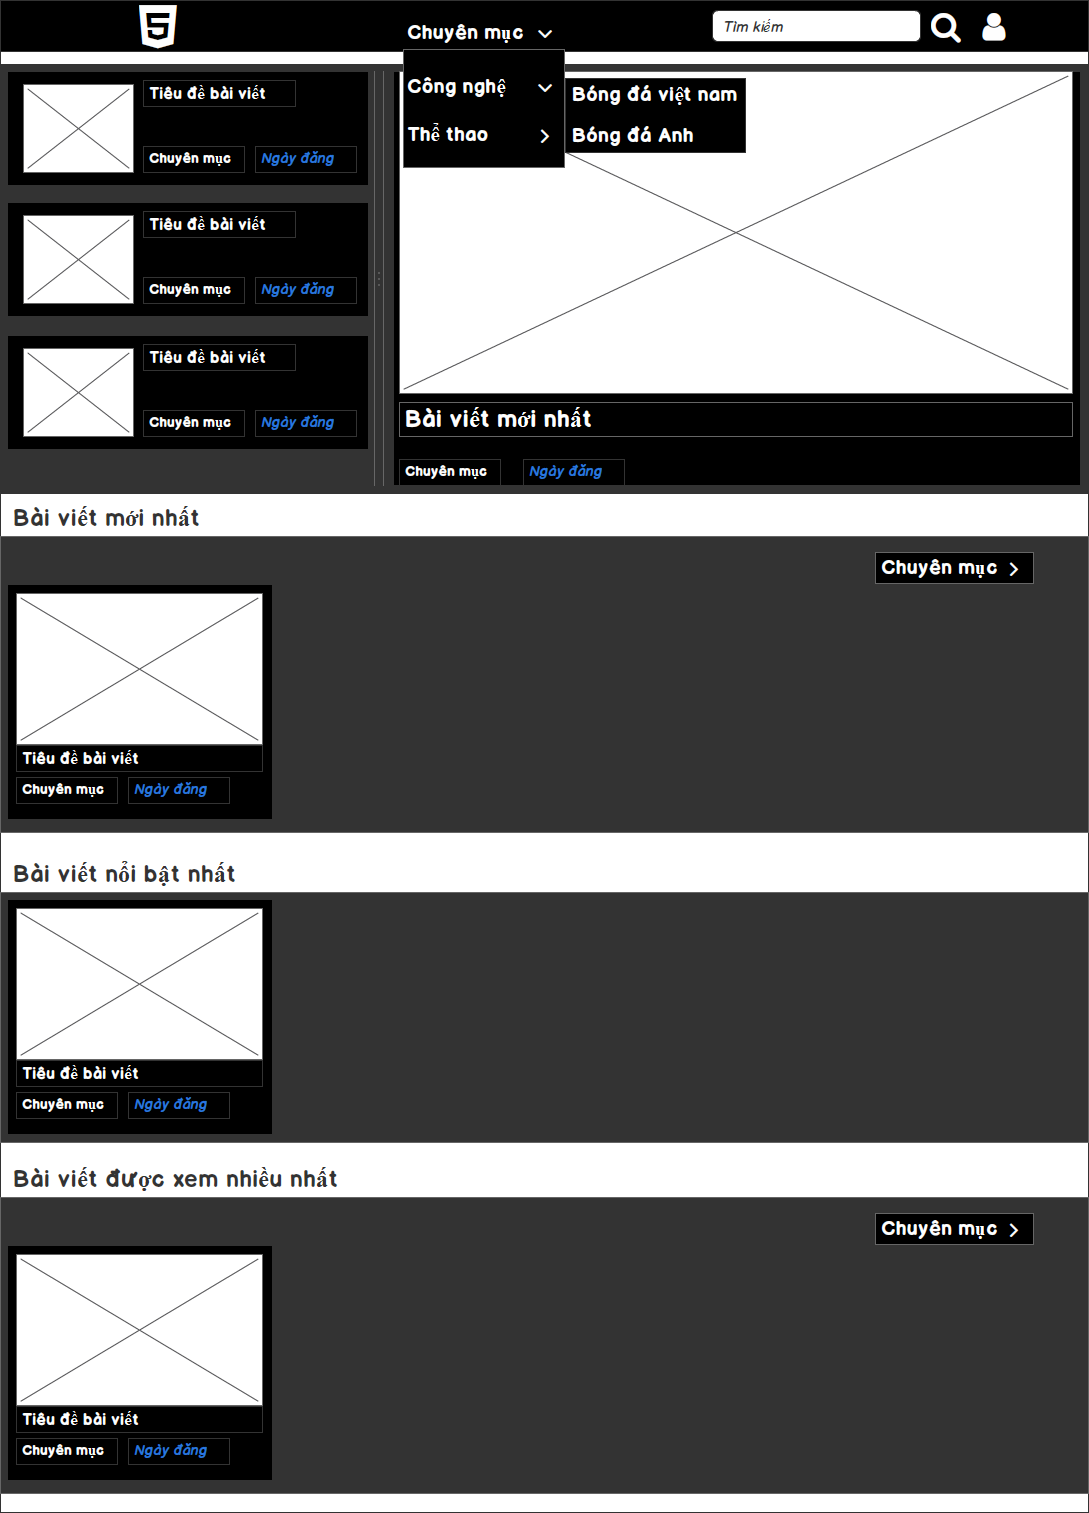 Chuyên mục
Tìm kiếm
Công nghệ
Thể thao
Bóng đá việt nam
Bóng đá Anh
Tiêu đề bài viết
Chuyên mục
Ngày đăng
Tiêu đề bài viết
Chuyên mục
Ngày đăng
Tiêu đề bài viết
Chuyên mục
Ngày đăng
Bài viết mới nhất
Chuyên mục
Ngày đăng
Bài viết mới nhất
Chuyên mục
Tiêu đề bài viết
Chuyên mục
Ngày đăng
Bài viết nổi bật nhất
Tiêu đề bài viết
Chuyên mục
Ngày đăng
Bài viết được xem nhiều nhất
Chuyên mục
Tiêu đề bài viết
Chuyên mục
Ngày đăng